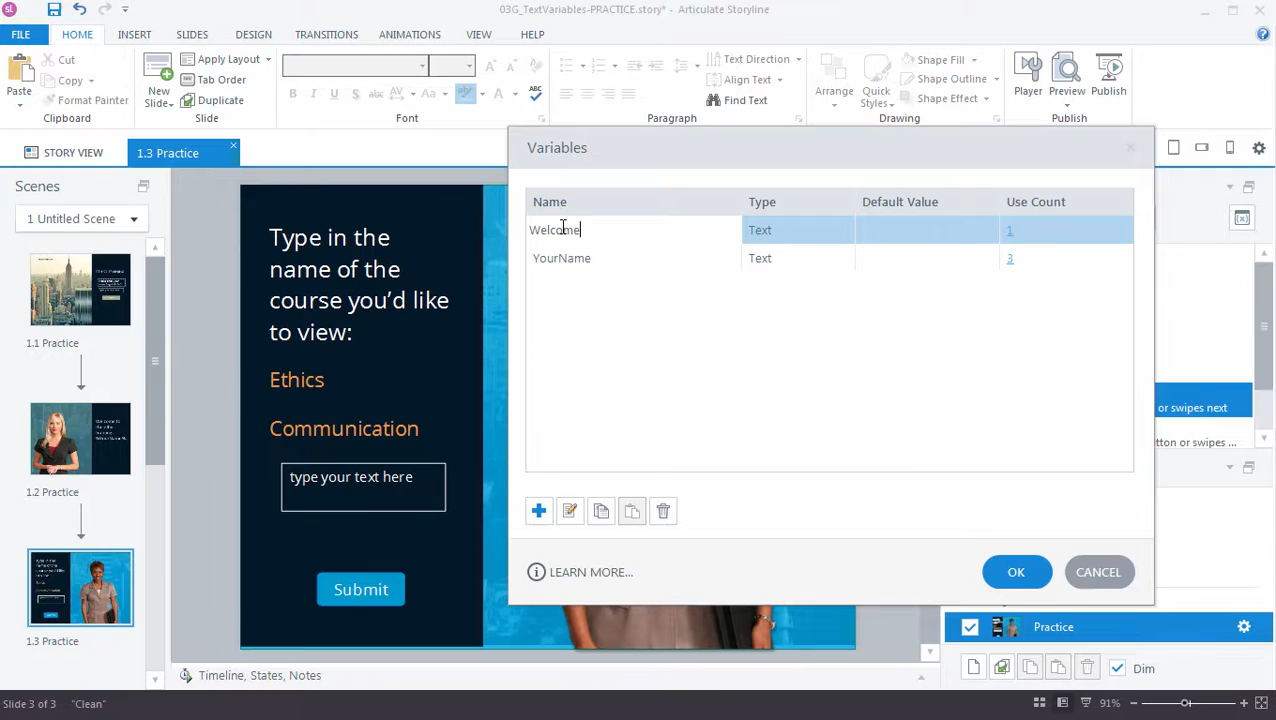 03G_TextVariables-PRACTICE.story* - Articulate Storyline
FILE
HOME
INSERT
SLIDES
DESIGN
TRANSITIONS
ANIMATIONS
VIEW
HELP
Paste
Cut
Copy
Format Painter
Clipboard
New
Slide
Apply Layout
Tab Order
Duplicate
Slide
B I U S abc AV Aa A
ABC
Font
Text Direction
Align Text
Find Text
Paragraph
Arrange
Quick
Styles
Shape Fill
Shape Outline
Shape Effect
Drawing
Player
Preview
Publish
Publish
STORY VIEW
1.3 Practice
Scenes
1 Untitled Scene
1.1 Practice
1.2 Practice
1.3 Practice
Type in the
name of the
course you'd like
to view:
Ethics
Communication
type your text here
Submit
Variables
Name Type Default Value Use Count
Welcome Text 1
YourName Text 3
LEARN MORE...
OK
CANCEL
or swipes next
ton or swipes ...
Practice
Dim
Timeline, States, Notes
Slide 3 of 3
"Clean"
91%